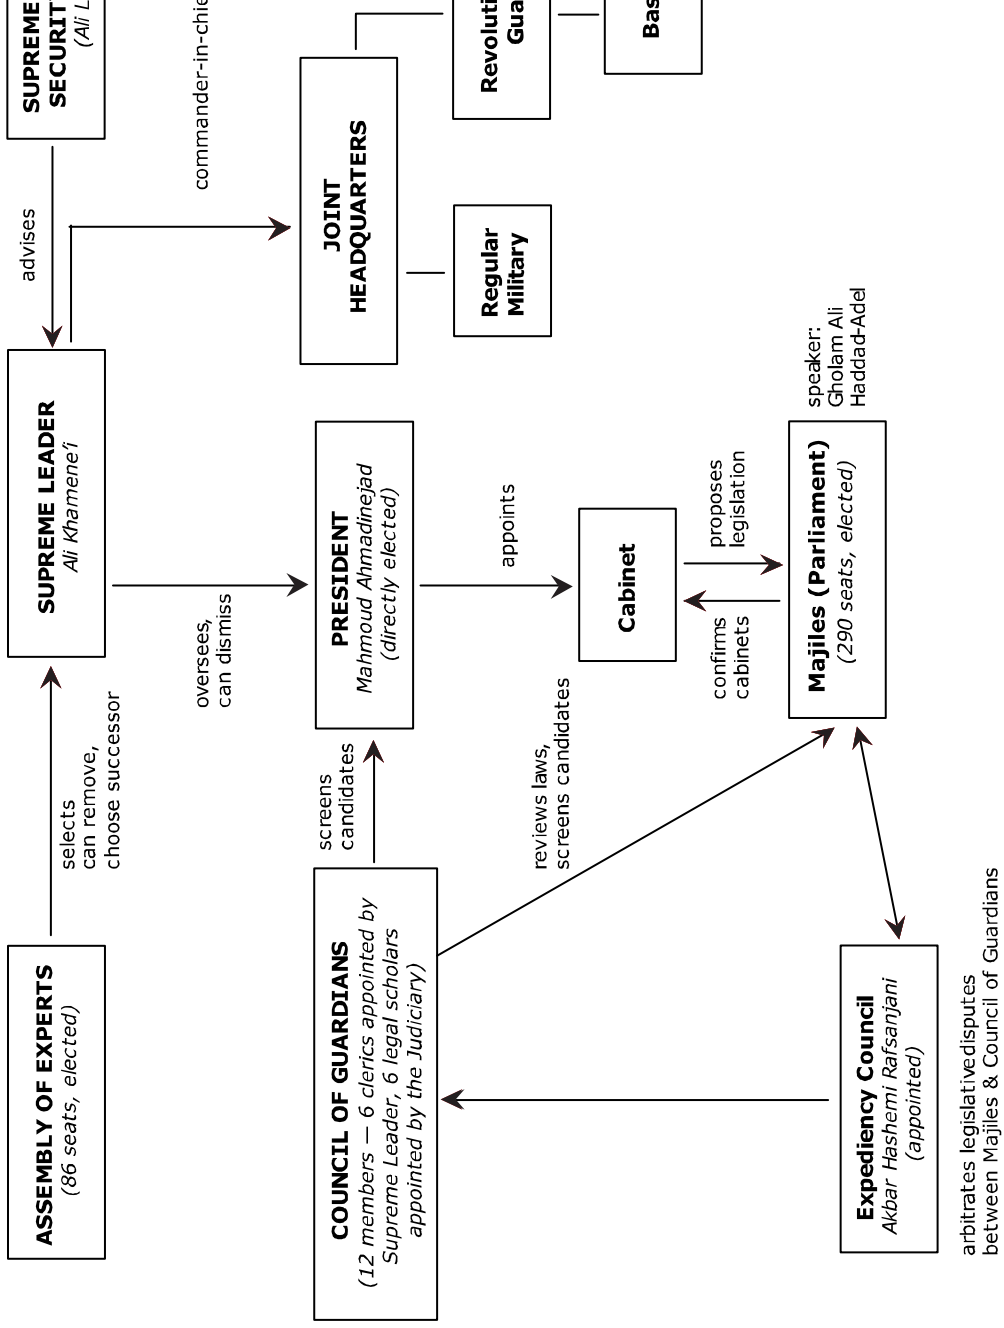 ASSEMBLY OF EXPERTS
(86 seats, elected)
selects
can remove,
choose successor
SUPREME LEADER
Ali Khamene’i
advises
SUPREME
SECURIT
(Ali L
oversees,
can dismiss
commander-in-chie
COUNCIL OF GUARDIANS
(12 members — 6 clerics appointed by
Supreme Leader, 6 legal scholars
appointed by the Judiciary)
screens
candidates
PRESIDENT
Mahmoud Ahmadinejad
(directly elected)
JOINT
HEADQUARTERS
Regular
Military
Revoluti
Gua
Bas
appoints
reviews laws,
screens candidates
Cabinet
confirms
cabinets
proposes
legislation
Majiles (Parliament)
(290 seats, elected)
speaker:
Gholam Ali
Haddad-Adel
Expediency Council
Akbar Hashemi Rafsanjani
(appointed)
arbitrates legislativedisputes
between Majiles & Council of Guardians